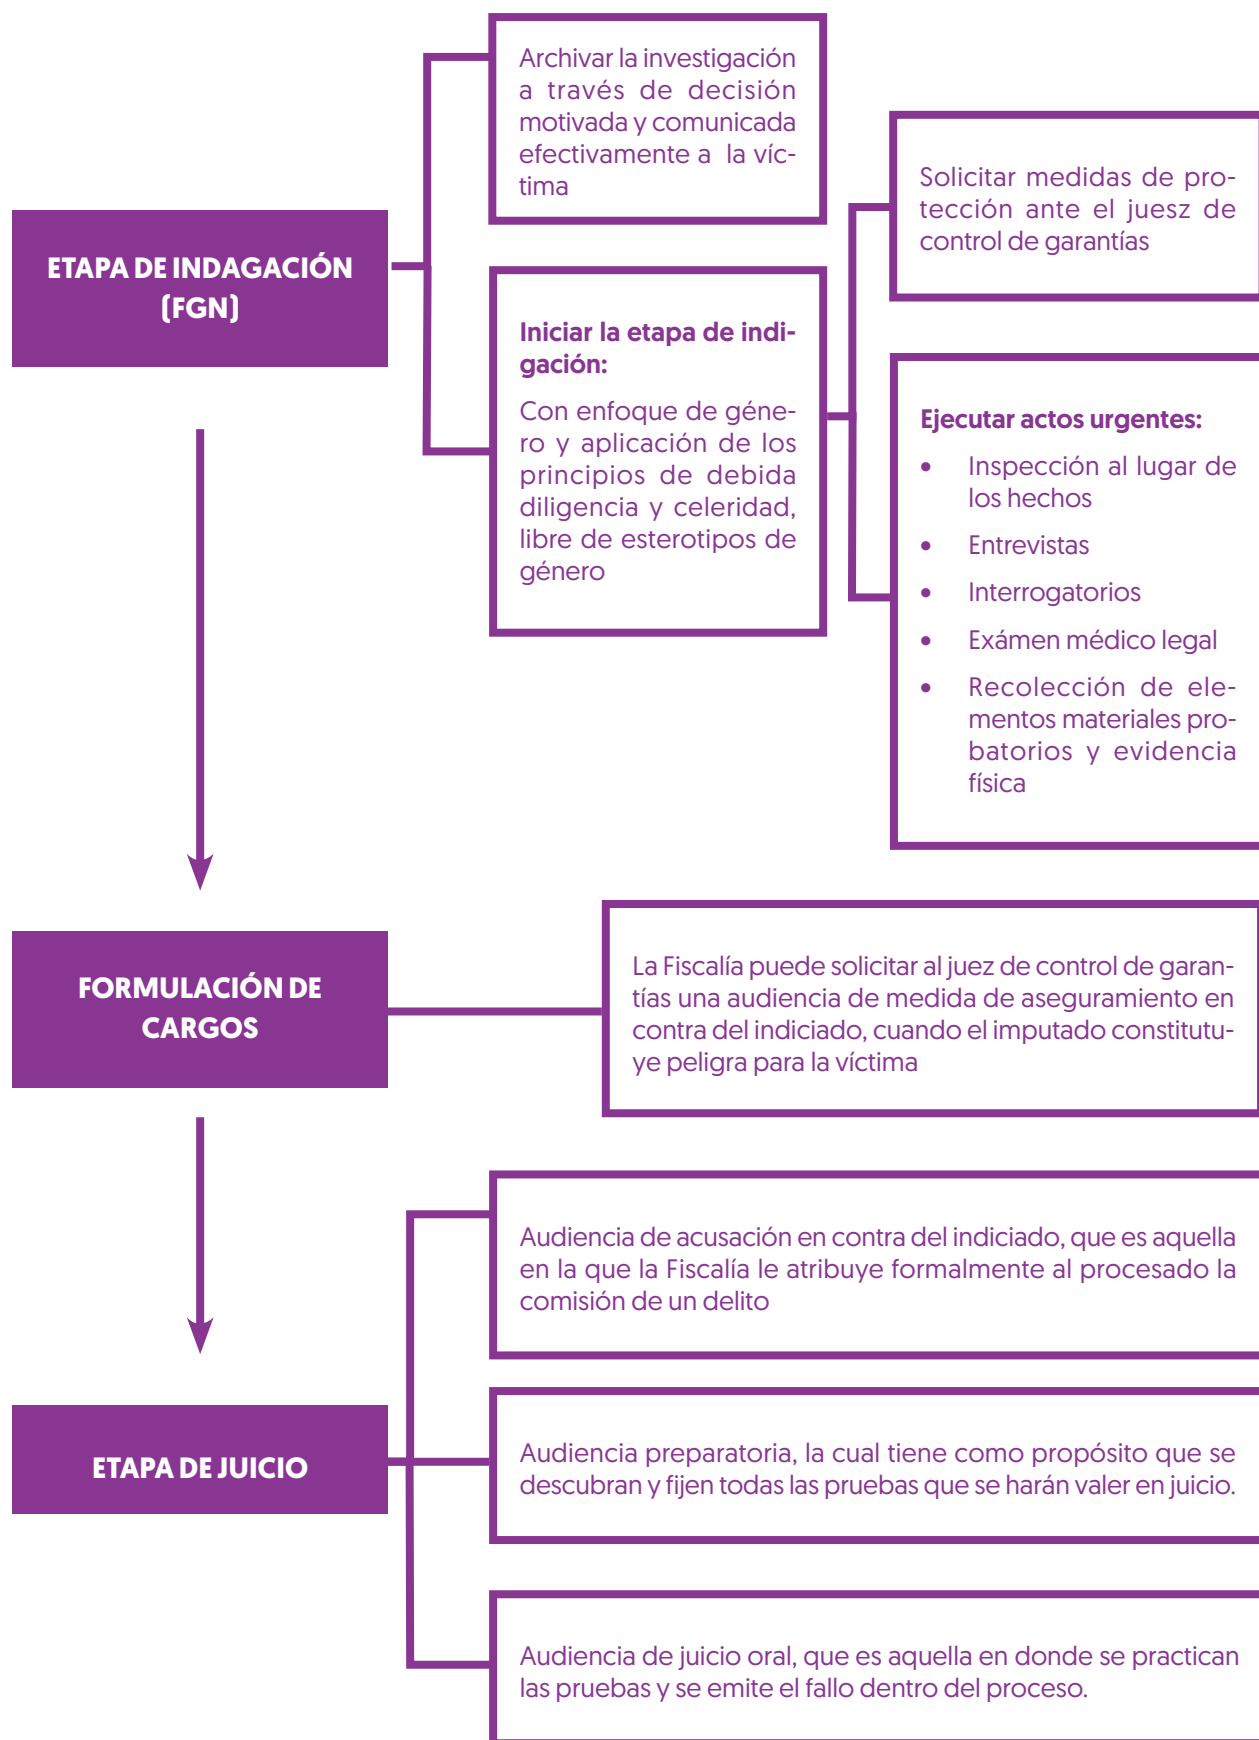 ETAPA DE INDAGACIÓN
(FGN)
Archivar la investigación
a través de decisión
motivada y comunicada
efectivamente a la víc-
tima
Iniciar la etapa de indi-
gación:
Con enfoque de géne-
ro y aplicación de los
principios de debida
diligencia y celeridad,
libre de esterotipos de
género
Solicitar medidas de pro-
tección ante el juesz de
control de garantías
Ejecutar actos urgentes:
• Inspección al lugar de
los hechos
• Entrevistas
• Interrogatorios
• Exámen médico legal
• Recolección de ele-
mentos materiales pro-
batorios y evidencia
física
FORMULACIÓN DE
CARGOS
La Fiscalía puede solicitar al juez de control de garan-
tías una audiencia de medida de aseguramiento en
contra del indiciado, cuando el imputado constitutu-
ye peligra para la víctima
ETAPA DE JUICIO
Audiencia de acusación en contra del indiciado, que es aquella
en la que la Fiscalía le atribuye formalmente al procesado la
comisión de un delito
Audiencia preparatoria, la cual tiene como propósito que se
descubran y fijen todas las pruebas que se harán valer en juicio.
Audiencia de juicio oral, que es aquella en donde se practican
las pruebas y se emite el fallo dentro del proceso.